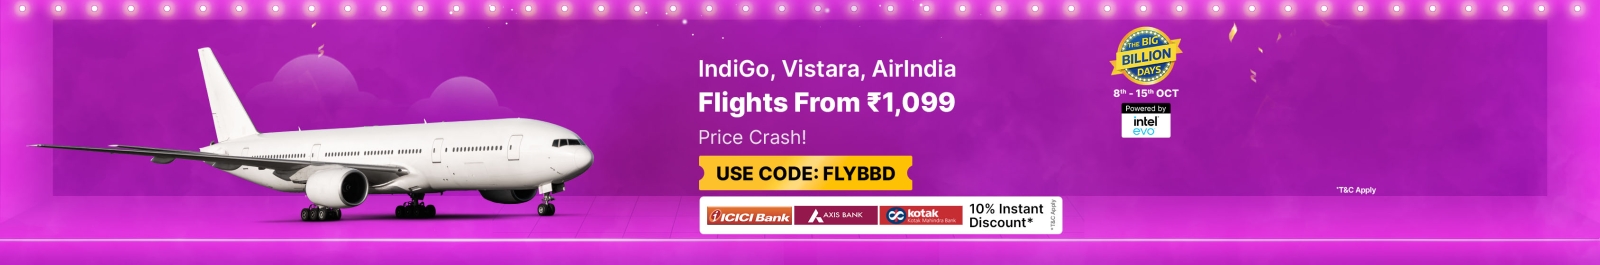 IndiGo, Vistara, AirIndia
Flights From ₹1,099
Price Crash!
USE CODE: FLYBBD
ICICI Bank
AXIS BANK
kotak
Kotak Mahindra Bank
10% Instant
Discount*
*T&C Apply
THE BIG
BILLION
DAYS
8th - 15th OCT
Powered by
intel
evo
*T&C Apply